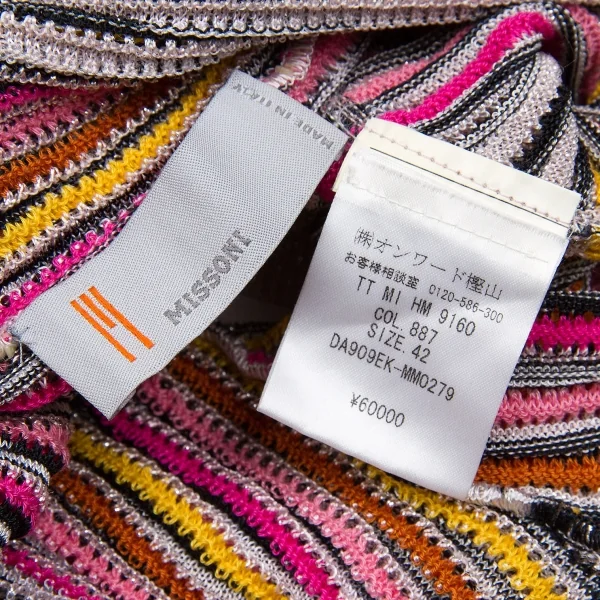 MADE IN ITALY
MISSONI
㈱オンワード樫山
お客様相談室 0120-586-300
TT MI HM 9160
COL. 887
SIZE. 42
DA909EK-MM0279
¥60000